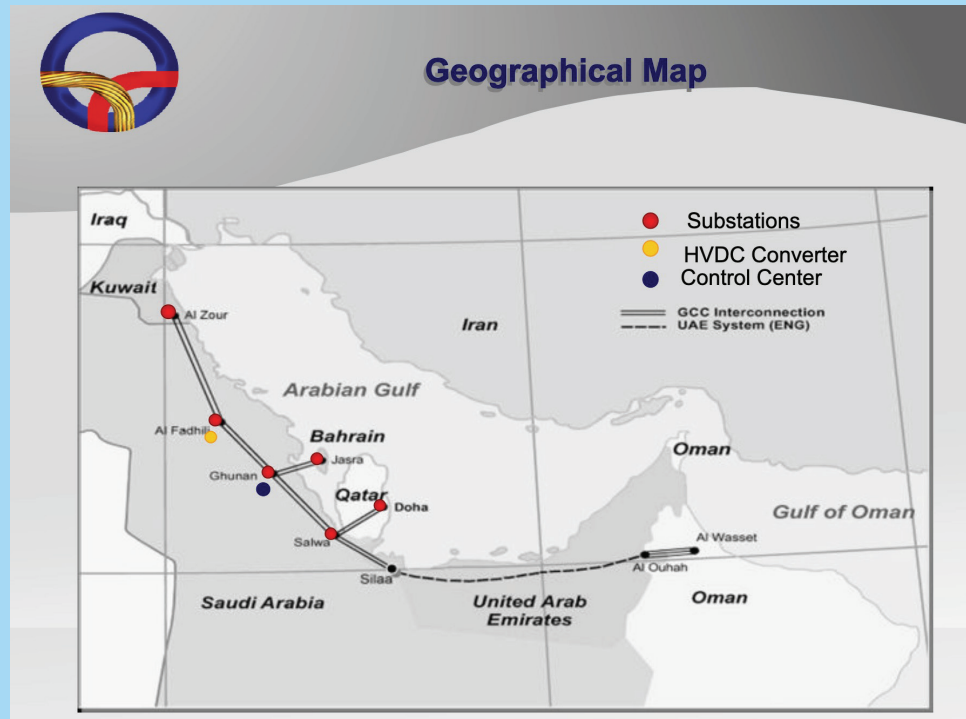 Geographical Map
Iraq
Substations
HVDC Converter
Control Center
Kuwait
GCC Interconnection
UAE System (ENG)
Al Zour
Iran
Arabian Gulf
Al Fadhili
Bahrain
Oman
Jasra
Ghunan
Qatar
Doha
Gulf of Oman
Salwa
Al Wasset
Al Ouhah
Silaa
Saudi Arabia
United Arab
Emirates
Oman